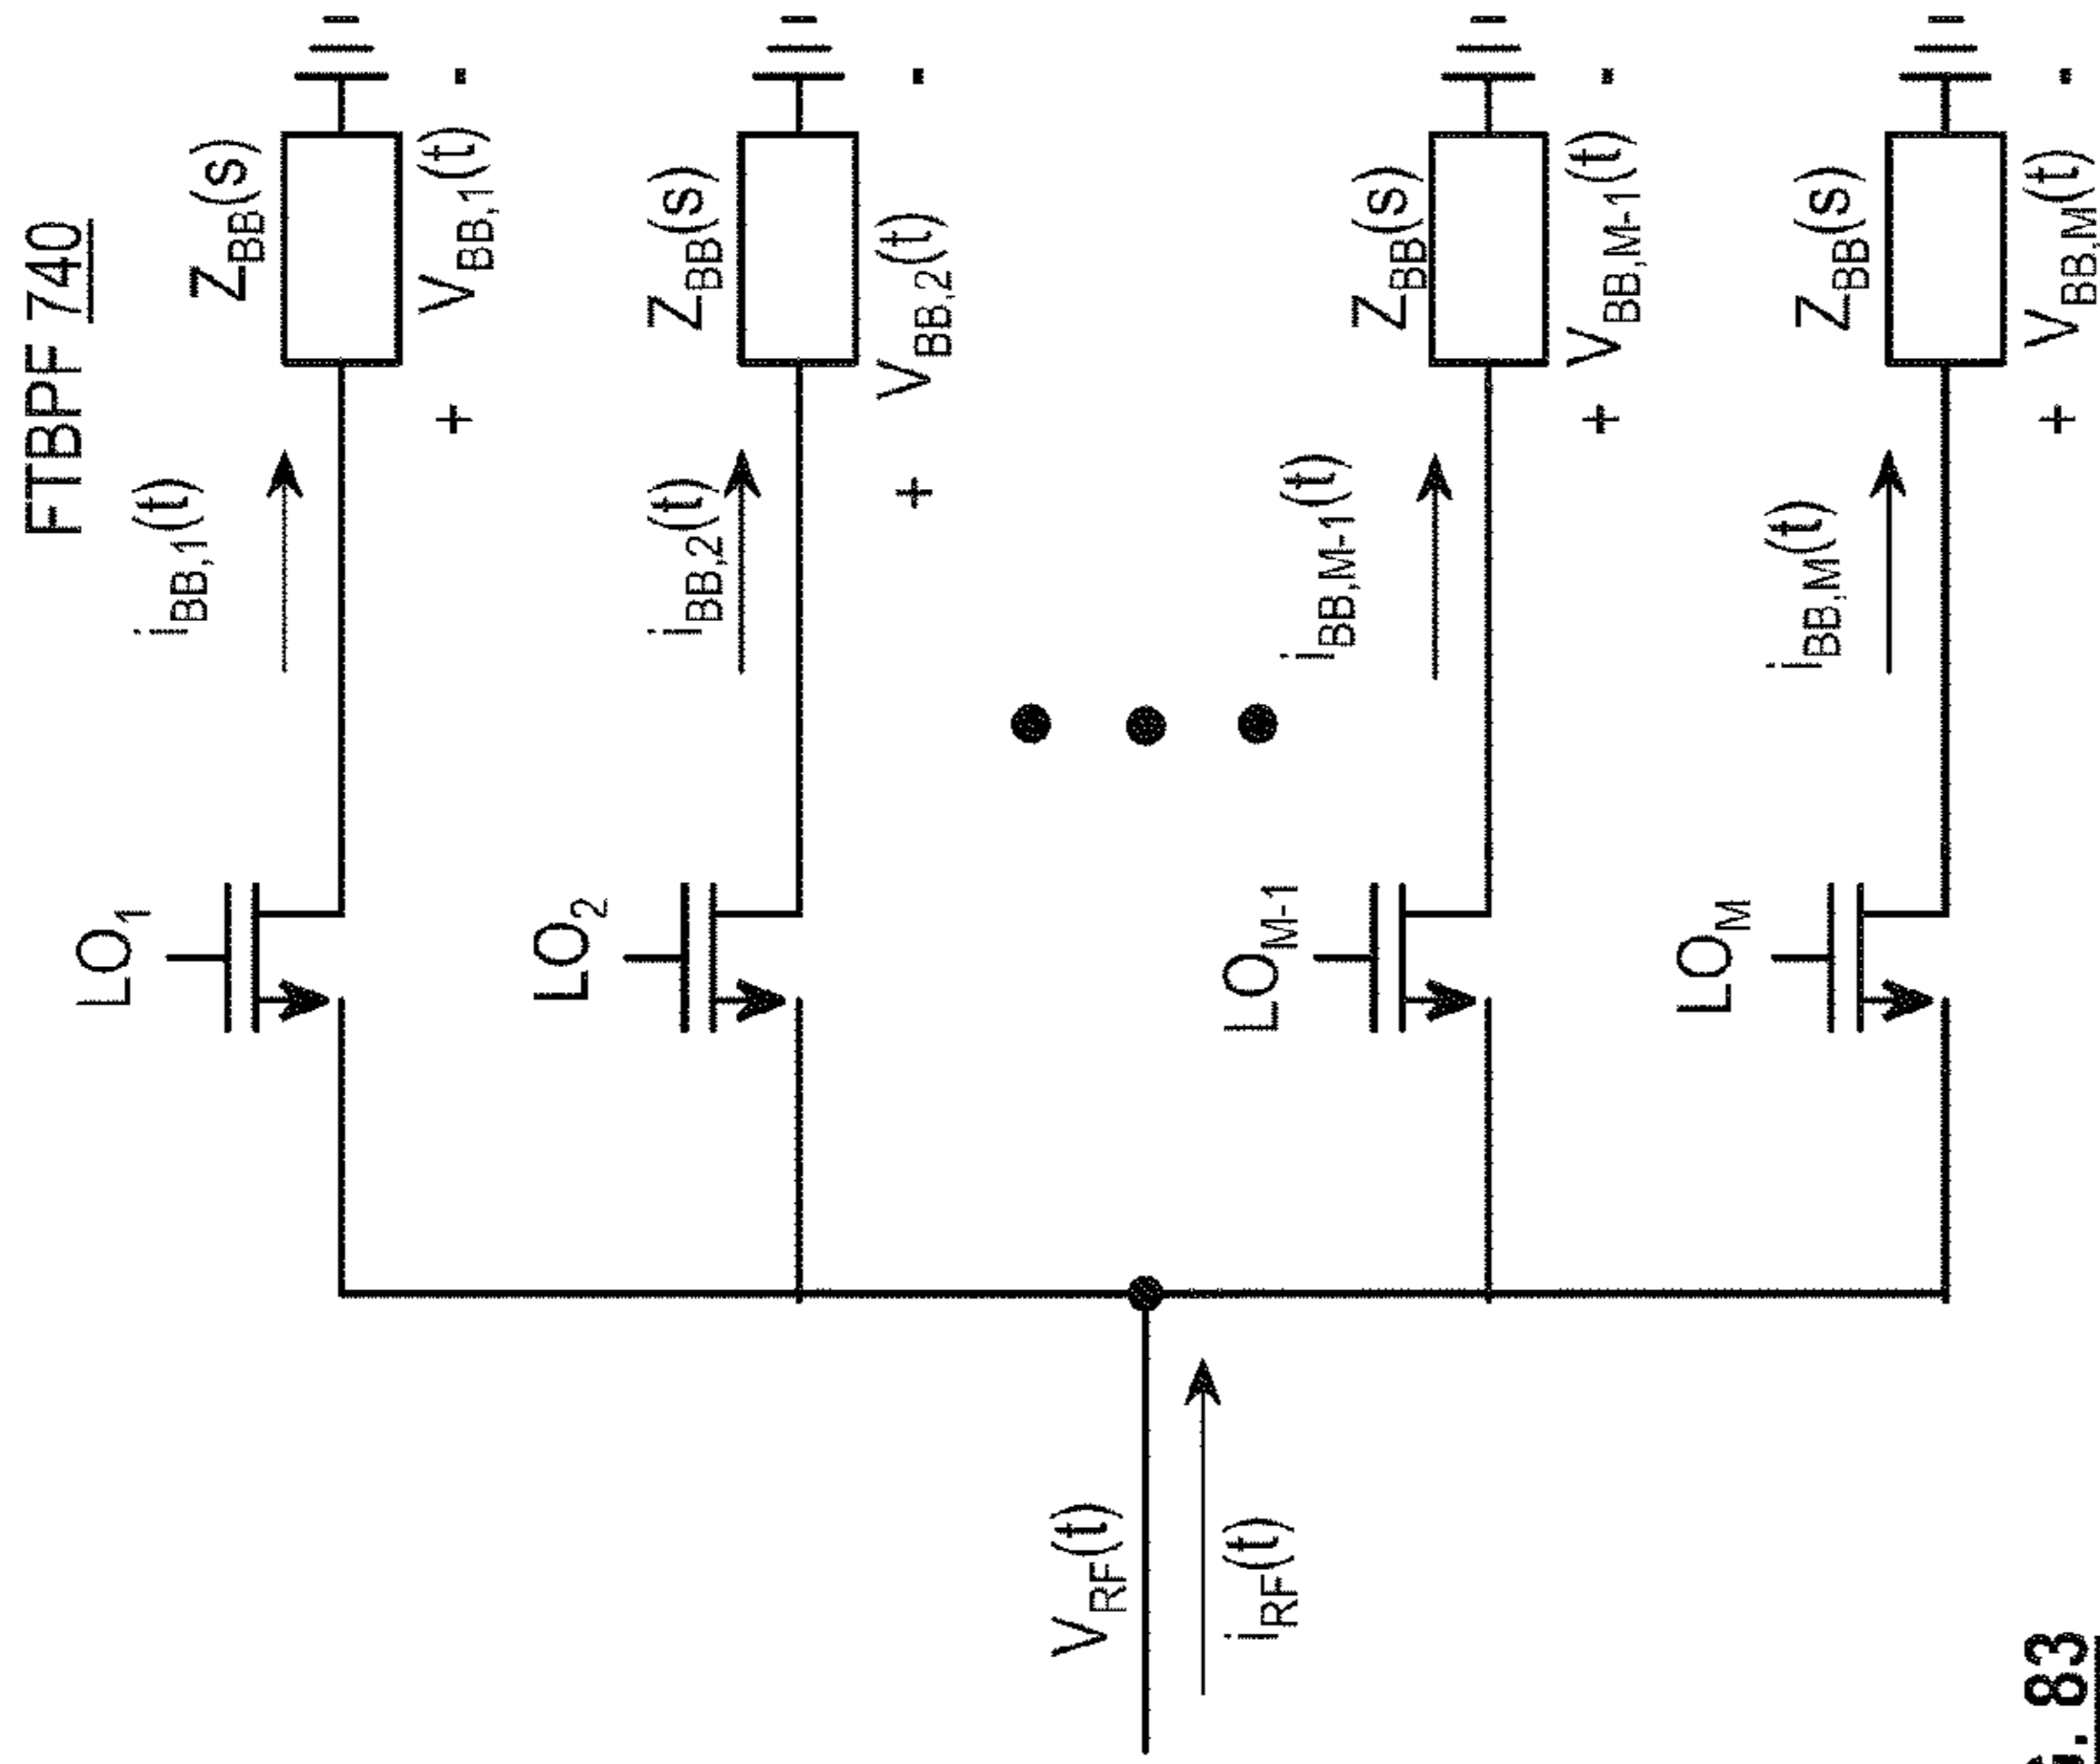 FTBPF 740
LO1
iBB,1(t)
ZBB(s)
+
VBB,1(t)
-
LO2
iBB,2(t)
ZBB(s)
+
VBB,2(t)
-
VRF(t)
iRF(t)
LOM-1
iBB,M-1(t)
ZBB(s)
+
VBB,M-1(t)
-
LOM
iBB,M(t)
ZBB(s)
+
VBB,M(t)
-
83